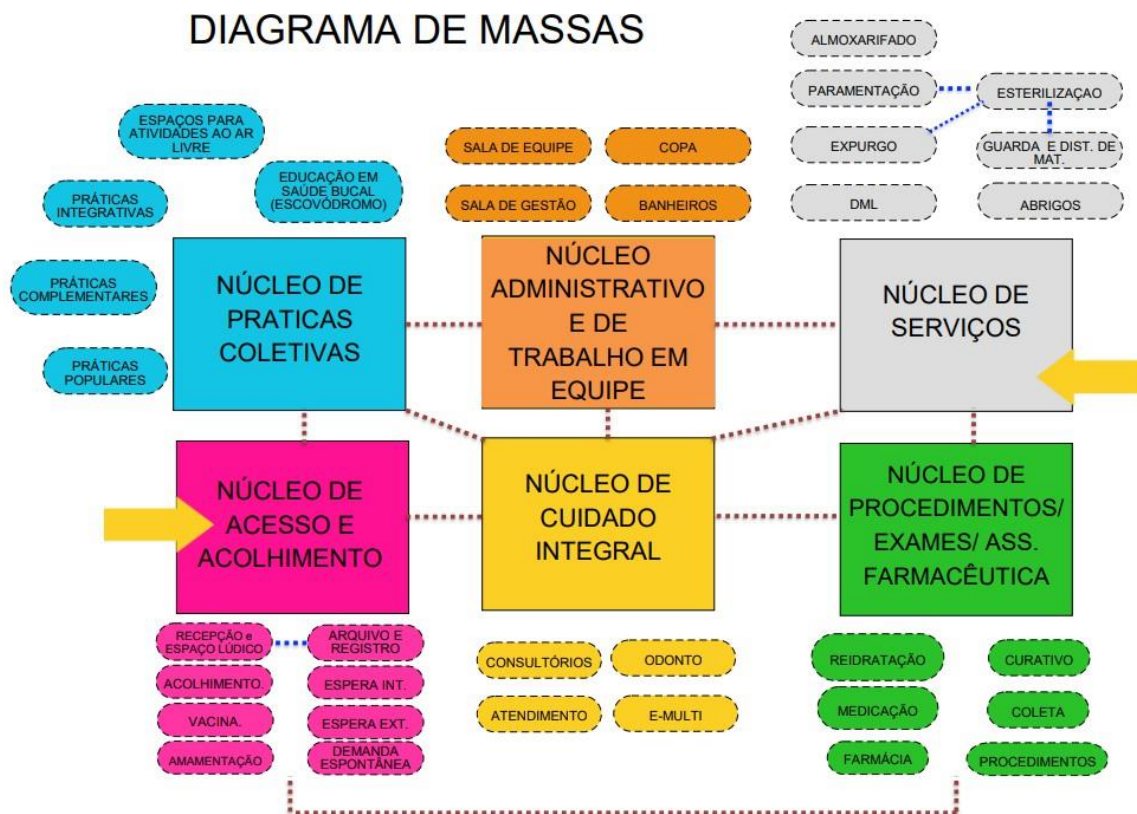 DIAGRAMA DE MASSAS
ESPAÇOS PARA
ATIVIDADES AO AR
LIVRE
EDUCAÇÃO EM
SAÚDE BUCAL
(ESCOVÓDROMO)
PRÁTICAS
INTEGRATIVAS
PRÁTICAS
COMPLEMENTARES
PRÁTICAS
POPULARES
NÚCLEO DE
PRATICAS
COLETIVAS
SALA DE EQUIPE
COPA
SALA DE GESTÃO
BANHEIROS
NÚCLEO
ADMINISTRATIVO
E DE
TRABALHO EM
EQUIPE
ALMOXARIFADO
PARAMENTAÇÃO
ESTERILIZAÇAO
EXPURGO
GUARDA E DIST. DE
MAT.
DML
ABRIGOS
NÚCLEO DE
SERVIÇOS
NÚCLEO DE
ACESSO E
ACOLHIMENTO
RECEPÇÃO e
ESPAÇO LÚDICO
ARQUIVO E
REGISTRO
ACOLHIMENTO.
ESPERA INT.
VACINA.
ESPERA EXT.
AMAMENTAÇÃO
DEMANDA
ESPONTÂNEA
NÚCLEO DE
CUIDADO
INTEGRAL
CONSULTÓRIOS
ODONTO
ATENDIMENTO
E-MULTI
NÚCLEO DE
PROCEDIMENTOS/
EXAMES/ ASS.
FARMACÊUTICA
REIDRATAÇÃO
CURATIVO
MEDICAÇÃO
COLETA
FARMÁCIA
PROCEDIMENTOS